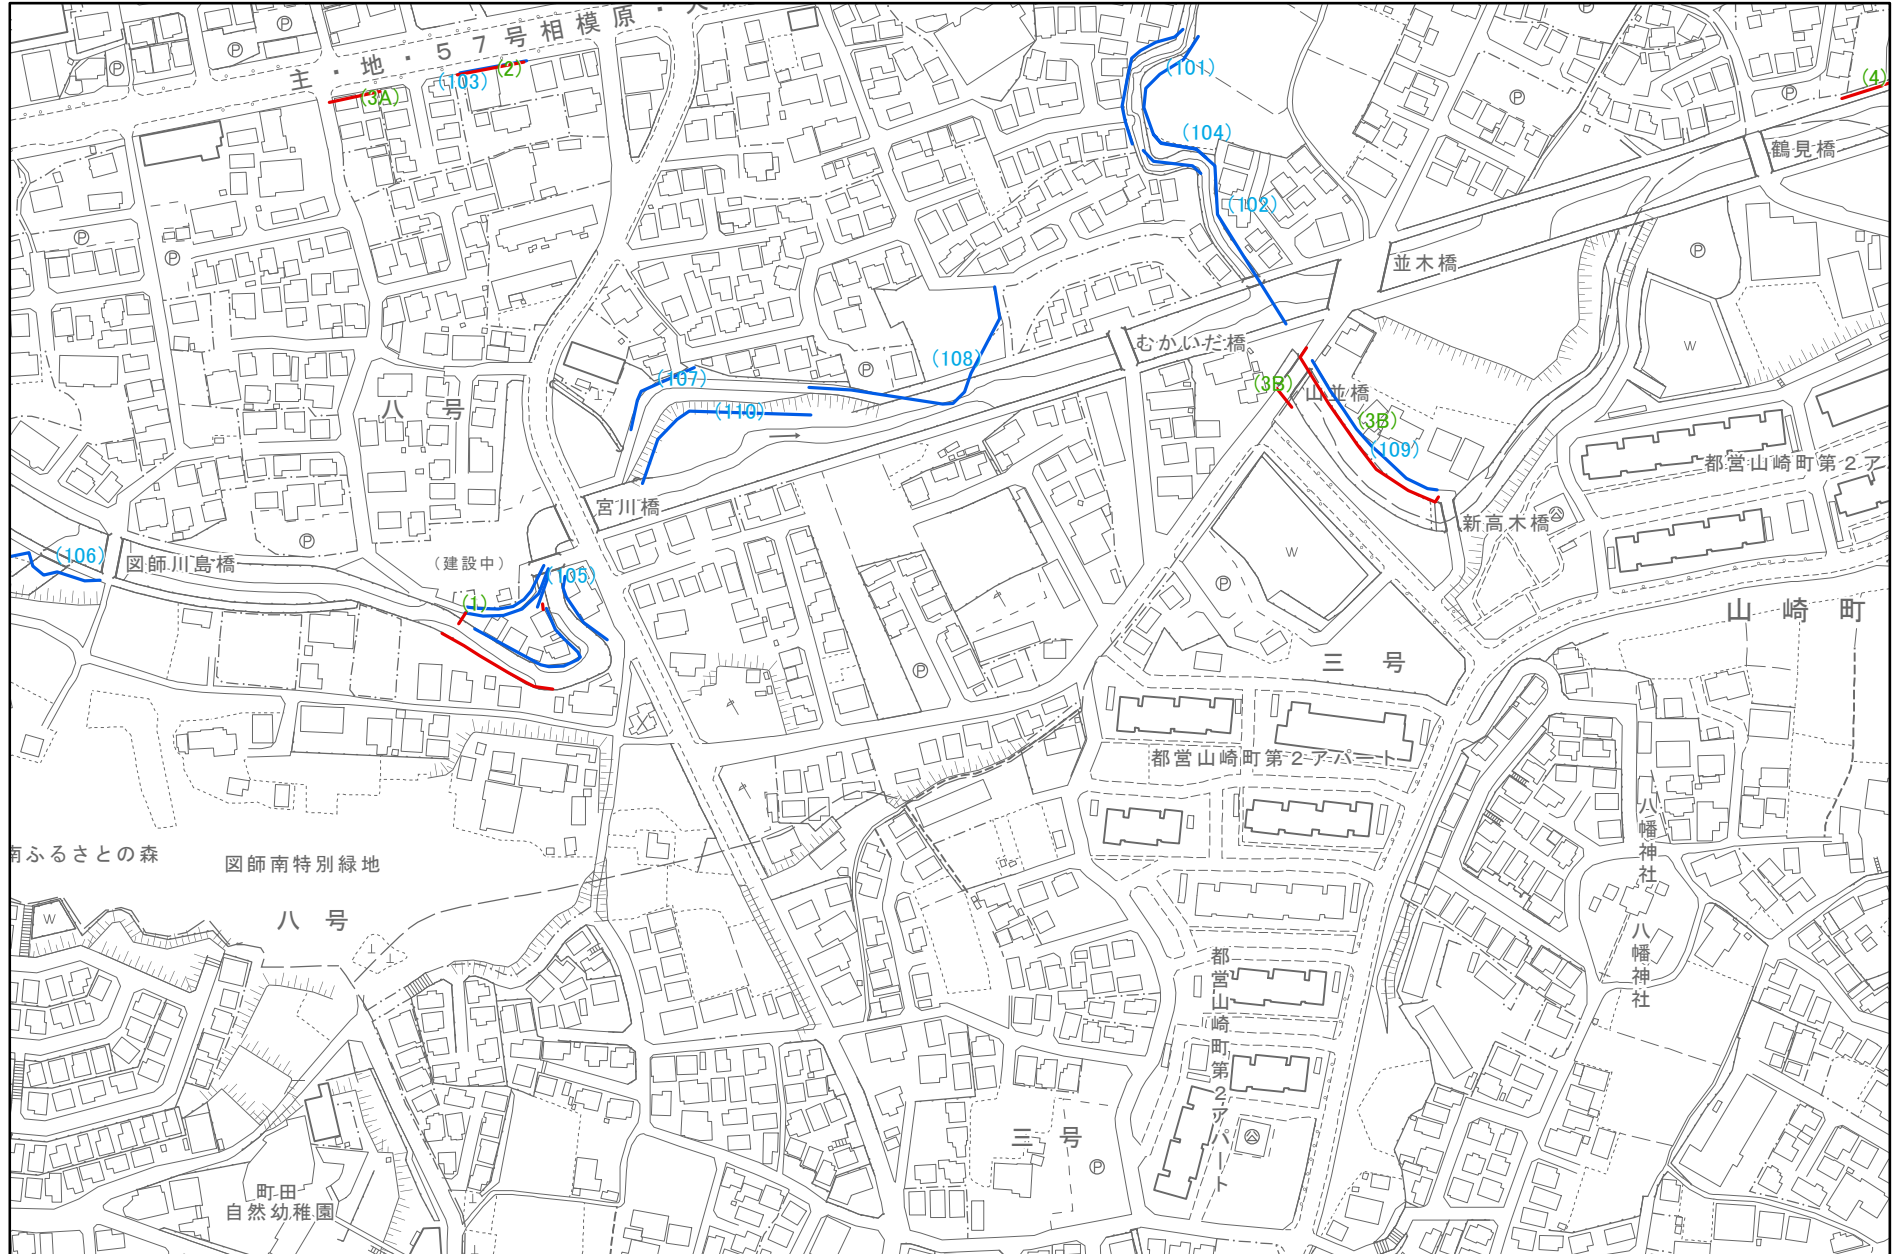 主・地・57号相模原・大
(103)
(2)
(3A)
(101)
(104)
(102)
(4)
鶴見橋
並木橋
むかいだ橋
(108)
(107)
(110)
八号
(3B)
山並橋
(3B)
(109)
都営山崎町第2ア
新高木橋
宮川橋
(106)
図師川島橋
(建設中)
(105)
(1)
山崎町
三号
都営山崎町第2アパート
八幡神社
南ふるさとの森
図師南特別緑地
八号
八幡神社
都営山崎町第2アパート
三号
町田
自然幼稚園
P
P
P
P
P
P
P
P
P
P
P
P
P
W
W
W